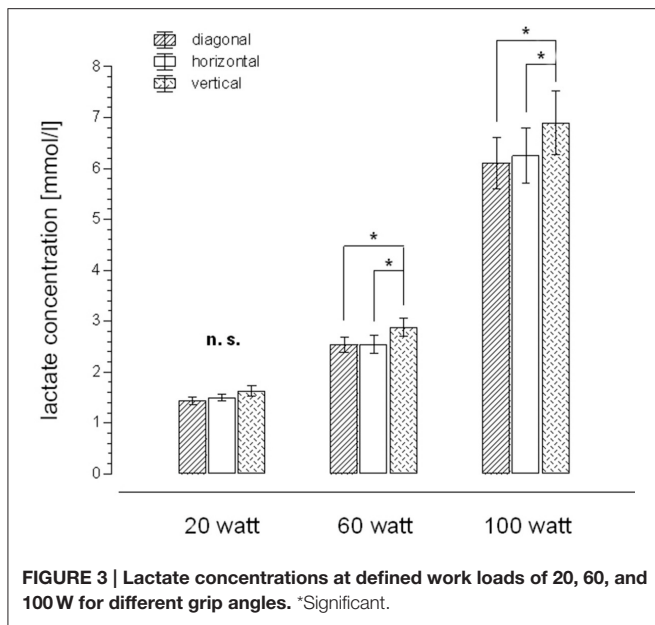 diagonal
horizontal
vertical
lactate concentration [mmol/l]
8
7
6
5
4
3
2
1
0
n. s.
*
*
*
*
20 watt
60 watt
100 watt
FIGURE 3 | Lactate concentrations at defined work loads of 20, 60, and
100 W for different grip angles. *Significant.